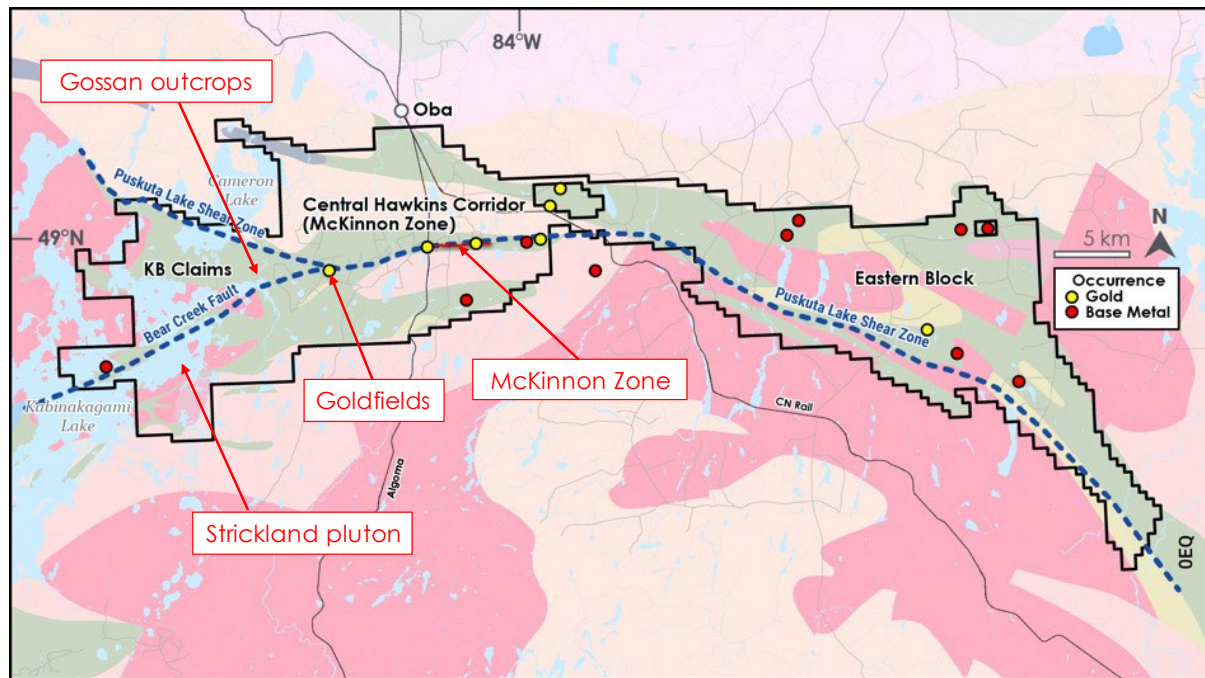 84°W
Gossan outcrops
Oba
Puskuta Lake Shear Zone
Cameron
Lake
Central Hawkins Corridor
(McKinnon Zone)
49°N
KB Claims
Bear Creek Fault
N
5 km
Occurrence
Gold
Base Metal
Eastern Block
Puskuta Lake Shear Zone
McKinnon Zone
Goldfields
Kabinakagami
Lake
CN Rail
Algoma
Strickland pluton
0EQ